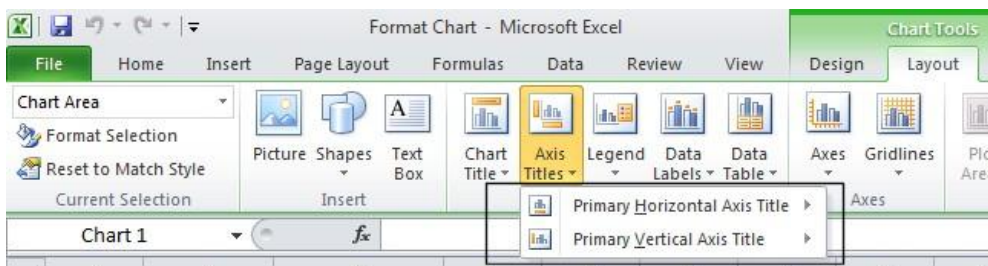 Format Chart - Microsoft Excel
Chart Tools
File Home Insert Page Layout Formulas Data Review View Design Layout
Chart Area
Format Selection
Reset to Match Style
Current Selection
Picture Shapes Text Box
Insert
Chart Title Axis Titles Legend Data Labels Data Table
Axes Gridlines
Axes
Primary Horizontal Axis Title
Primary Vertical Axis Title
Chart 1
fx